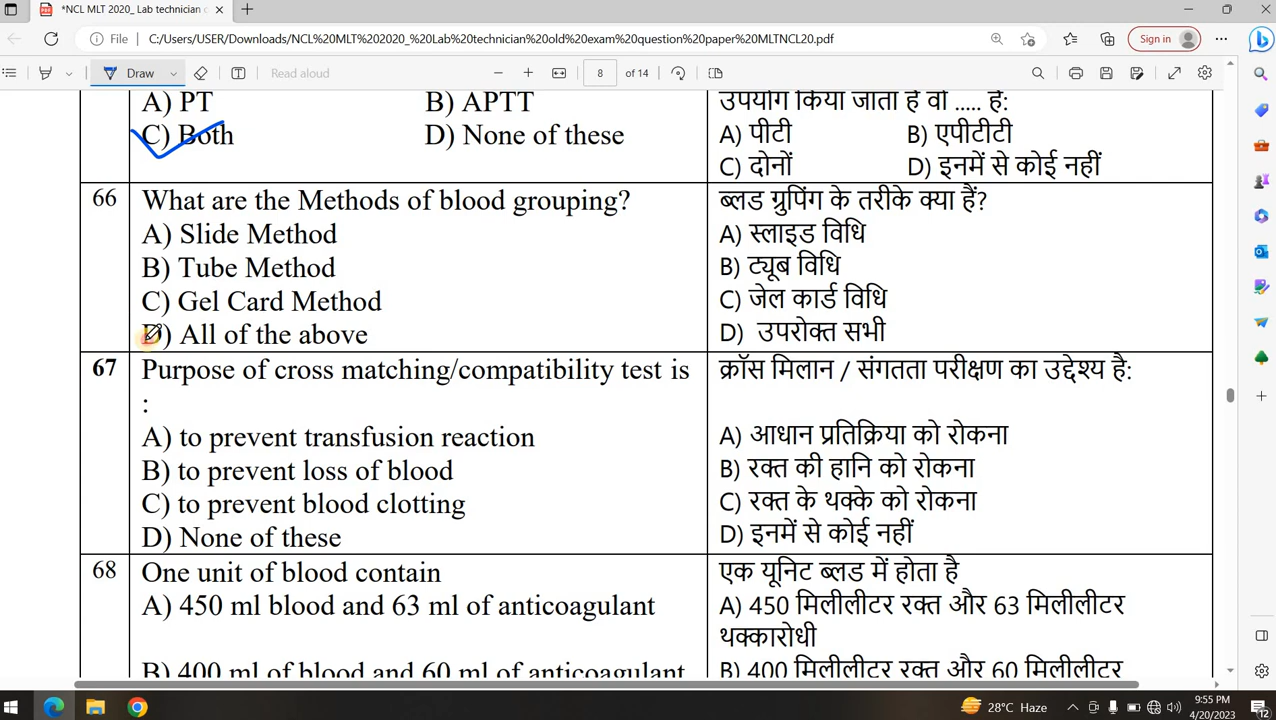 *NCL MLT 2020_ Lab technician
File
C:/Users/USER/Downloads/NCL%20MLT%202020_%20Lab%20technician%20old%20exam%20question%20paper%20MLTNCL20.pdf
Sign in
Draw
Read aloud
8
of 14
A) PT B) APTT
C) Both D) None of these
उपयोग किया जाता है वो ..... है:
A) पीटी B) एपीटीटी
C) दोनों D) इनमें से कोई नहीं
66
What are the Methods of blood grouping?
A) Slide Method
B) Tube Method
C) Gel Card Method
D) All of the above
ब्लड ग्रुपिंग के तरीके क्या हैं?
A) स्लाइड विधि
B) ट्यूब विधि
C) जेल कार्ड विधि
D) उपरोक्त सभी
67
Purpose of cross matching/compatibility test is
:
A) to prevent transfusion reaction
B) to prevent loss of blood
C) to prevent blood clotting
D) None of these
क्रॉस मिलान / संगतता परीक्षण का उद्देश्य है:
A) आधान प्रतिक्रिया को रोकना
B) रक्त की हानि को रोकना
C) रक्त के थक्के को रोकना
D) इनमें से कोई नहीं
68
One unit of blood contain
A) 450 ml blood and 63 ml of anticoagulant
B) 400 ml of blood and 60 ml of anticoagulant
एक यूनिट ब्लड में होता है
A) 450 मिलीलीटर रक्त और 63 मिलीलीटर
थक्कारोधी
B) 400 मिलीलीटर रक्त और 60 मिलीलीटर
28°C Haze
9:55 PM
4/20/2023
12